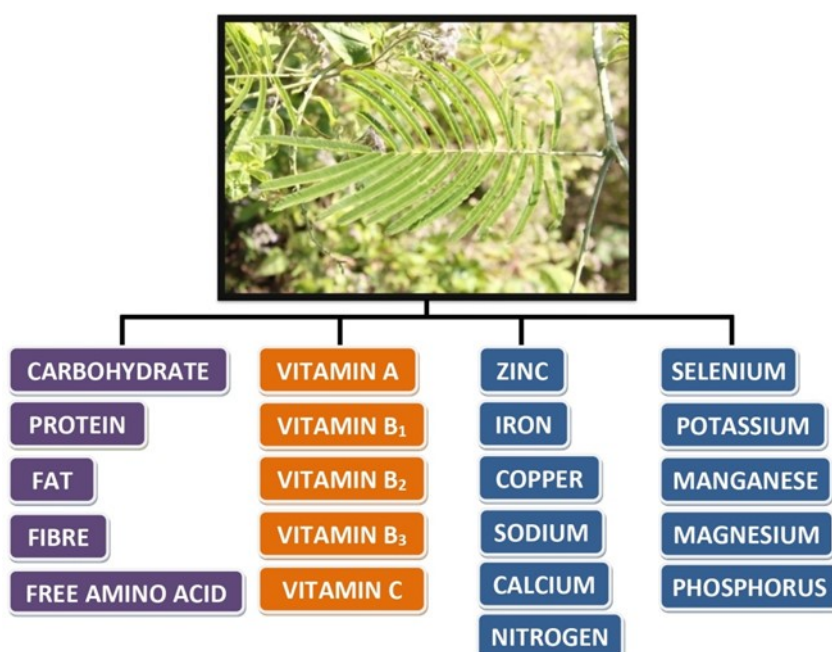 CARBOHYDRATE
PROTEIN
FAT
FIBRE
FREE AMINO ACID
VITAMIN A
VITAMIN B₁
VITAMIN B₂
VITAMIN B₃
VITAMIN C
ZINC
IRON
COPPER
SODIUM
CALCIUM
NITROGEN
SELENIUM
POTASSIUM
MANGANESE
MAGNESIUM
PHOSPHORUS